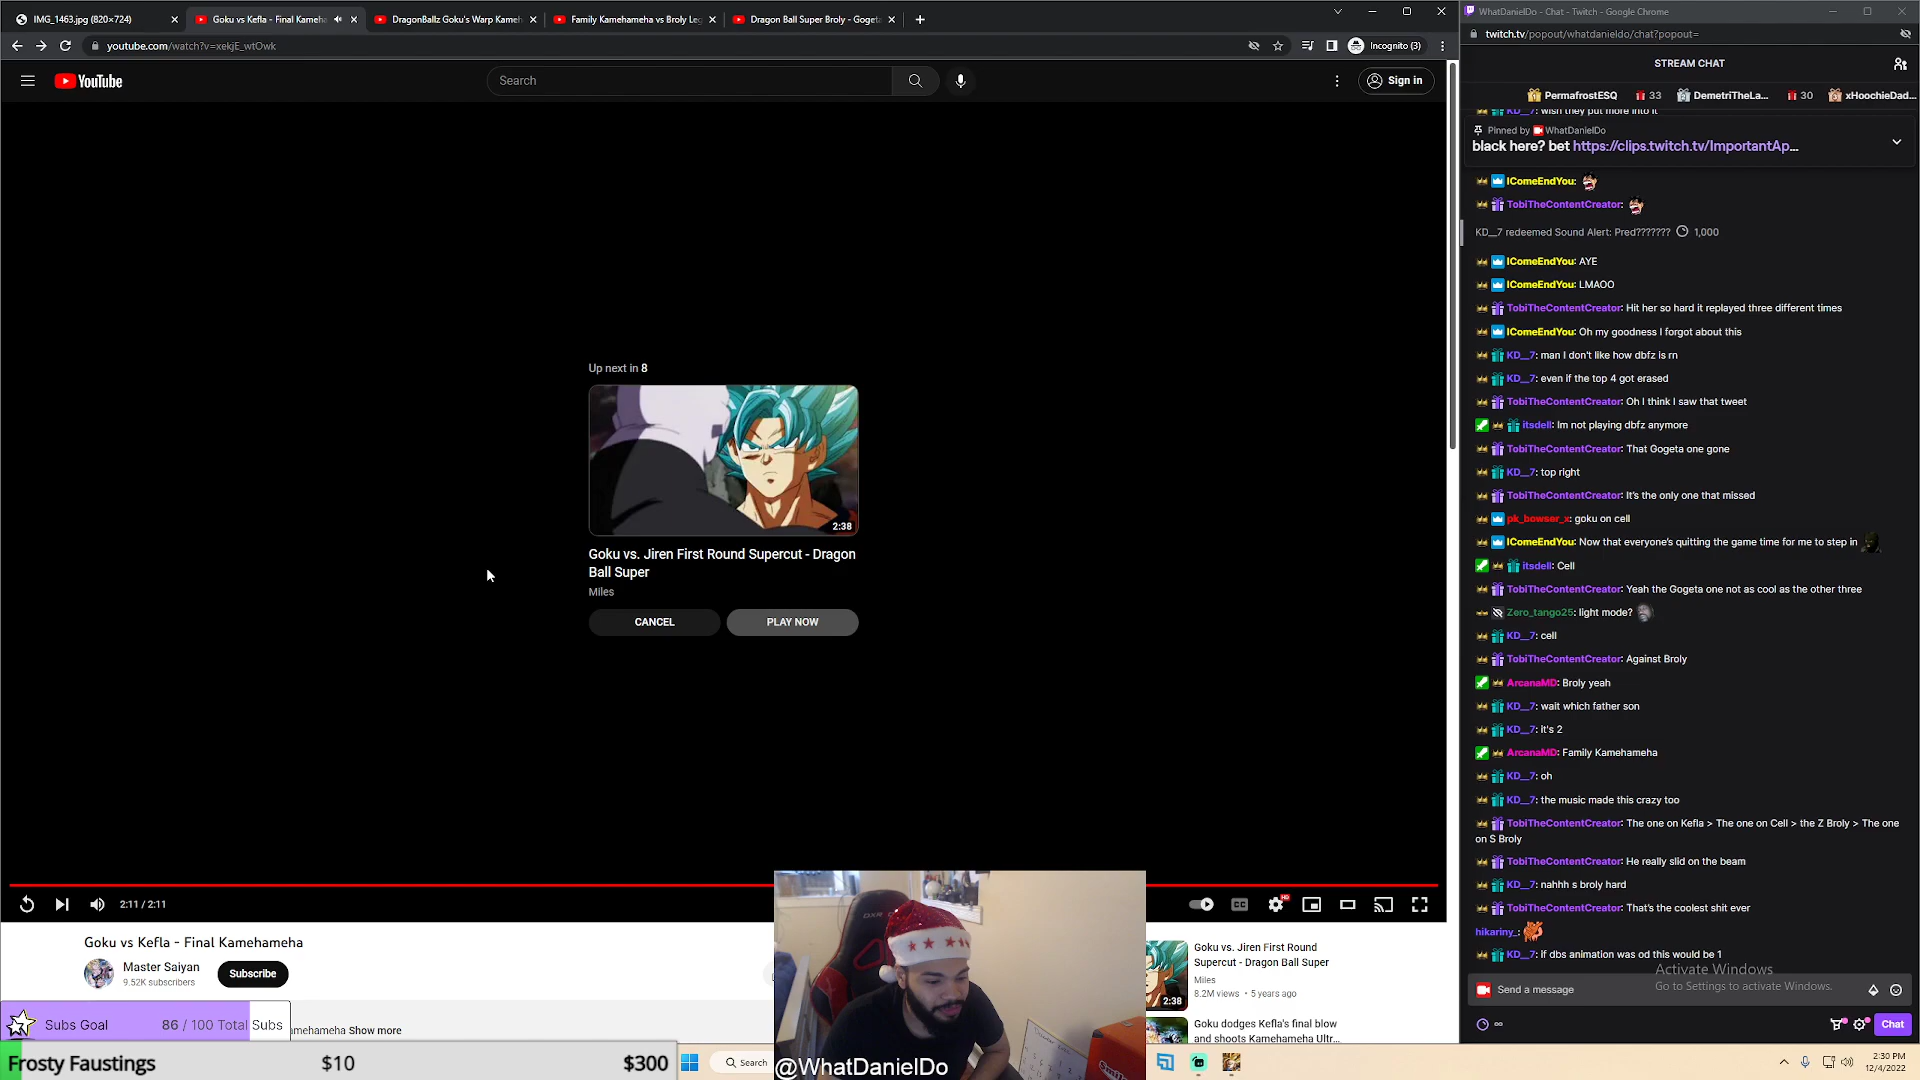 IMG_1463.jpg (820×724)
Goku vs Kefla - Final Kameha
DragonBallz Goku's Warp Kameh
Family Kamehameha vs Broly Leg
Dragon Ball Super Broly - Gogeta
youtube.com/watch?v=xekjE_wtOwk
Incognito (3)
YouTube
Search
Sign in
Up next in 8
2:38
Goku vs. Jiren First Round Supercut - Dragon
Ball Super
Miles
CANCEL
PLAY NOW
2:11 / 2:11
Goku vs Kefla - Final Kamehameha
Master Saiyan
9.52K subscribers
Subscribe
Subs Goal
86 / 100 Total Subs
amehameha Show more
Frosty Faustings
$10
$300
Search
@WhatDanielDo
Goku vs. Jiren First Round
Supercut - Dragon Ball Super
Miles
8.2M views • 5 years ago
2:38
Goku dodges Kefla's final blow
and shoots Kamehameha Ultr...
WhatDanielDo - Chat - Twitch - Google Chrome
twitch.tv/popout/whatdanieldo/chat?popout=
STREAM CHAT
PermafrostESQ 33
DemetriTheLa... 30
xHoochieDad...
KD__7: wish they put more into it
Pinned by WhatDanielDo
black here? bet https://clips.twitch.tv/ImportantAp...
IComeEndYou:
TobiTheContentCreator:
KD__7 redeemed Sound Alert: Pred??????? 1,000
IComeEndYou: AYE
IComeEndYou: LMAOO
TobiTheContentCreator: Hit her so hard it replayed three different times
IComeEndYou: Oh my goodness I forgot about this
KD__7: man I don't like how dbfz is rn
KD__7: even if the top 4 got erased
TobiTheContentCreator: Oh I think I saw that tweet
itsdell: Im not playing dbfz anymore
TobiTheContentCreator: That Gogeta one gone
KD__7: top right
TobiTheContentCreator: It's the only one that missed
pk_bowser_x: goku on cell
IComeEndYou: Now that everyone's quitting the game time for me to step in
itsdell: Cell
TobiTheContentCreator: Yeah the Gogeta one not as cool as the other three
Zero_tango25: light mode?
KD__7: cell
TobiTheContentCreator: Against Broly
ArcanaMD: Broly yeah
KD__7: wait which father son
KD__7: it's 2
ArcanaMD: Family Kamehameha
KD__7: oh
KD__7: the music made this crazy too
TobiTheContentCreator: The one on Kefla > The one on Cell > the Z Broly > The one
on S Broly
TobiTheContentCreator: He really slid on the beam
KD__7: nahhh s broly hard
TobiTheContentCreator: That's the coolest shit ever
hikariny_:
KD__7: if dbs animation was od this would be 1
Activate Windows
Go to Settings to activate Windows.
Send a message
Chat
2:30 PM
12/4/2022